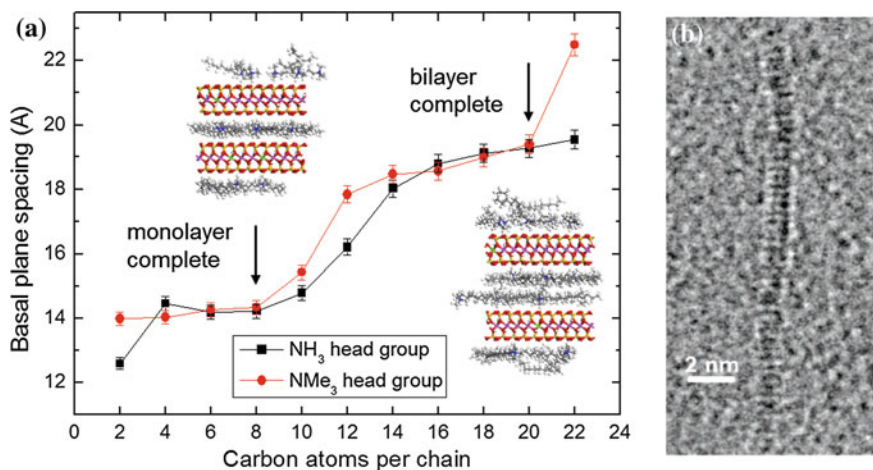 (a)
22
20
18
16
14
12
Basal plane spacing (A)
bilayer
complete
monolayer
complete
NH₃ head group
NMe₃ head group
2 4 6 8 10 12 14 16 18 20 22 24
Carbon atoms per chain
(b)
2 nm